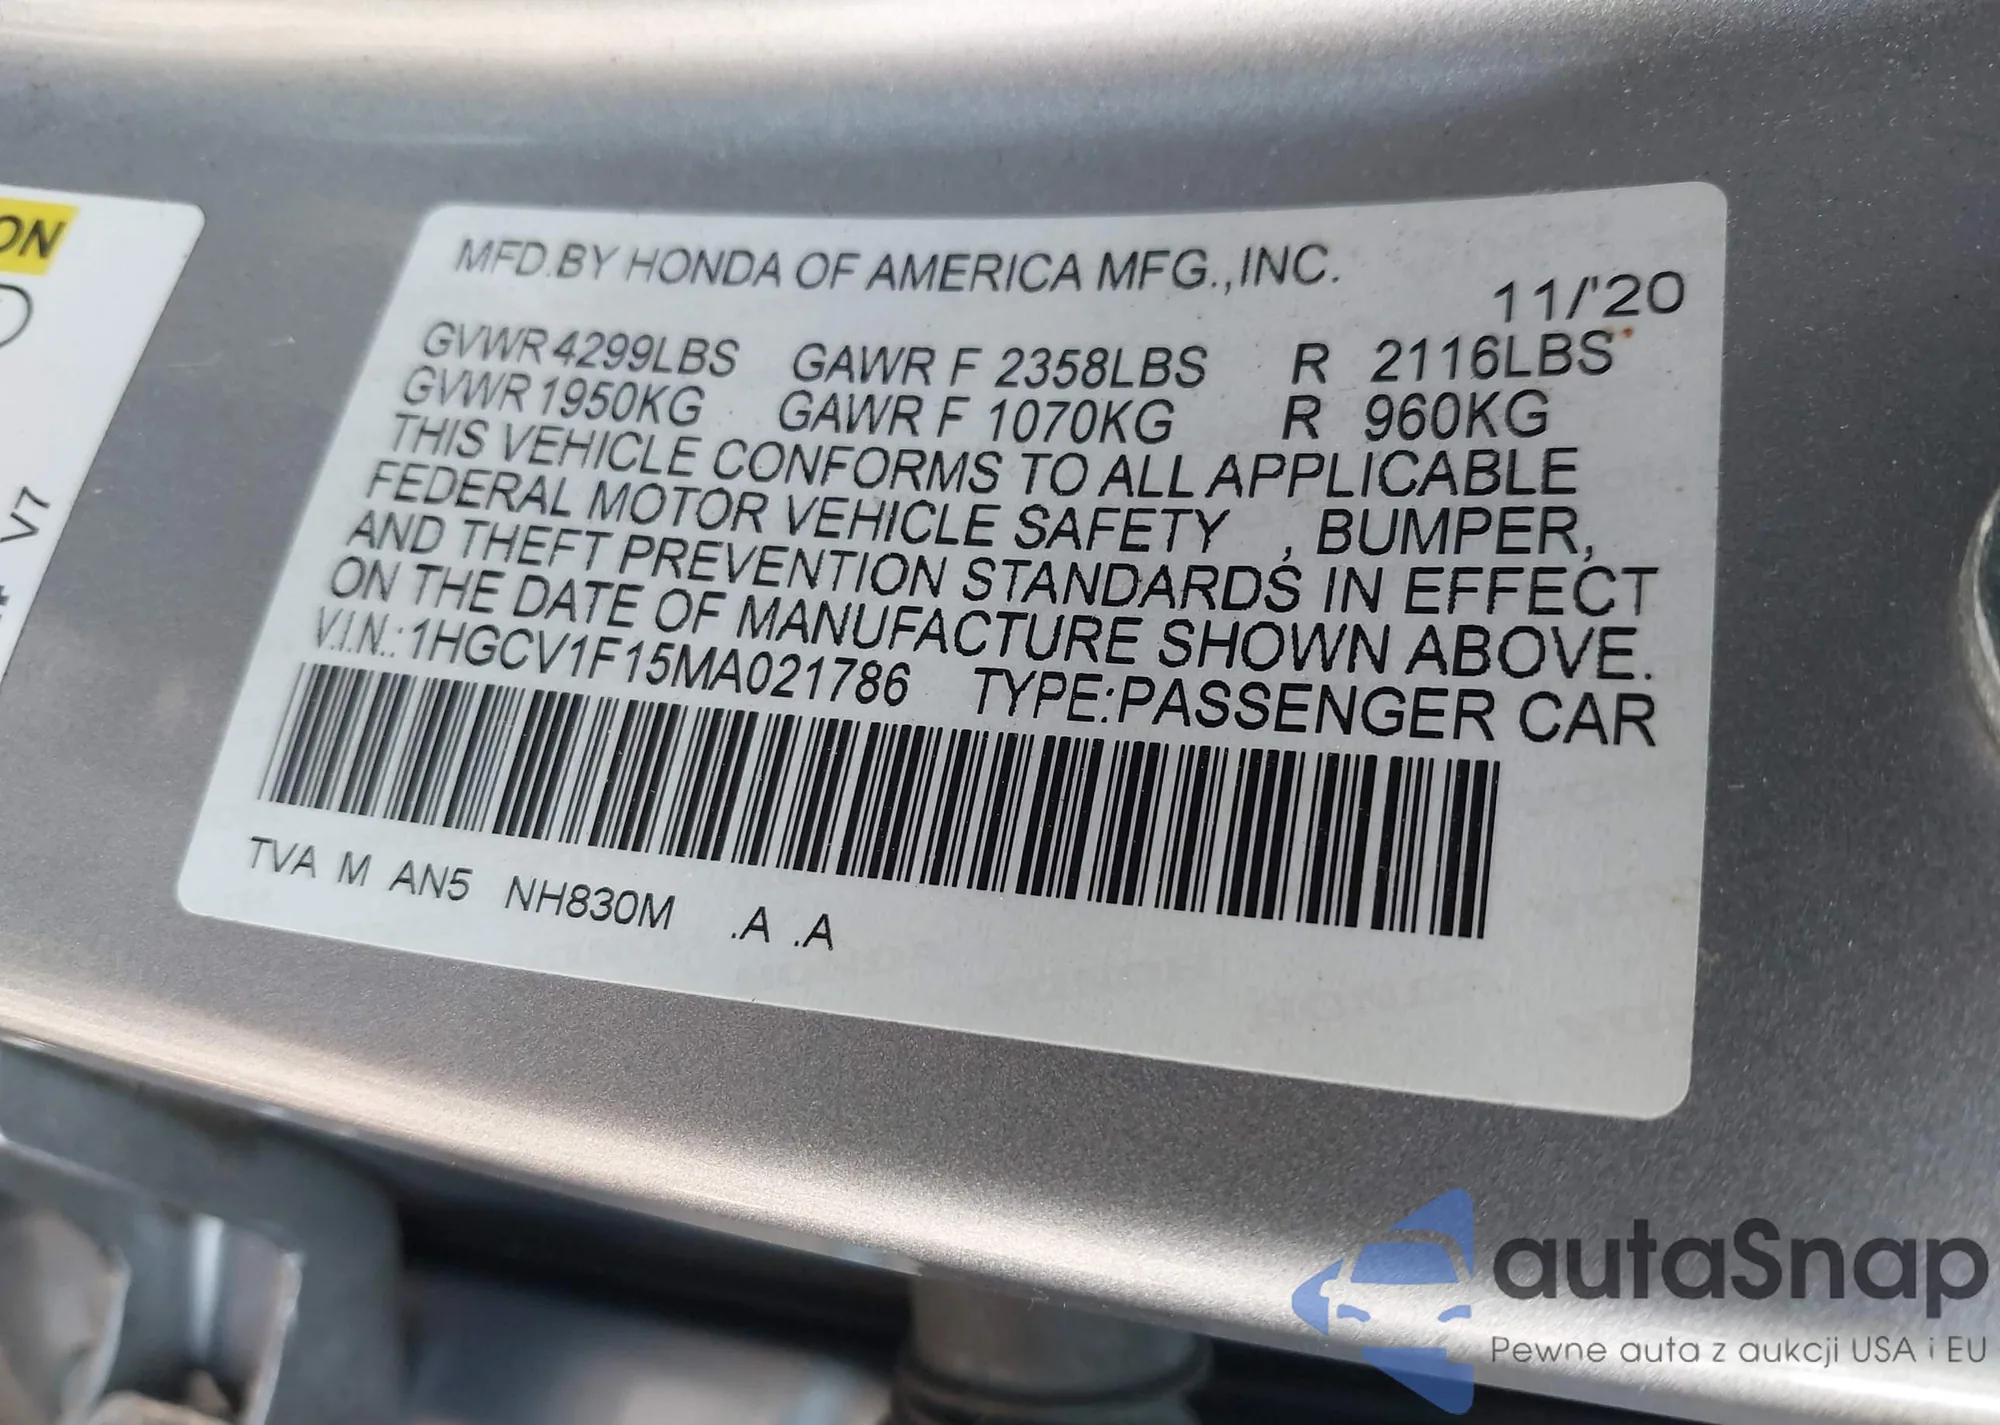 ON
V7
MFD.BY HONDA OF AMERICA MFG.,INC.
11/'20
GVWR 4299LBS GAWR F 2358LBS R 2116LBS
GVWR 1950KG GAWR F 1070KG R 960KG
THIS VEHICLE CONFORMS TO ALL APPLICABLE
FEDERAL MOTOR VEHICLE SAFETY , BUMPER,
AND THEFT PREVENTION STANDARDS IN EFFECT
ON THE DATE OF MANUFACTURE SHOWN ABOVE.
V.I.N.: 1HGCV1F15MA021786 TYPE:PASSENGER CAR
TVA M AN5 NH830M .A .A
autaSnap
Pewne auta z aukcji USA i EU